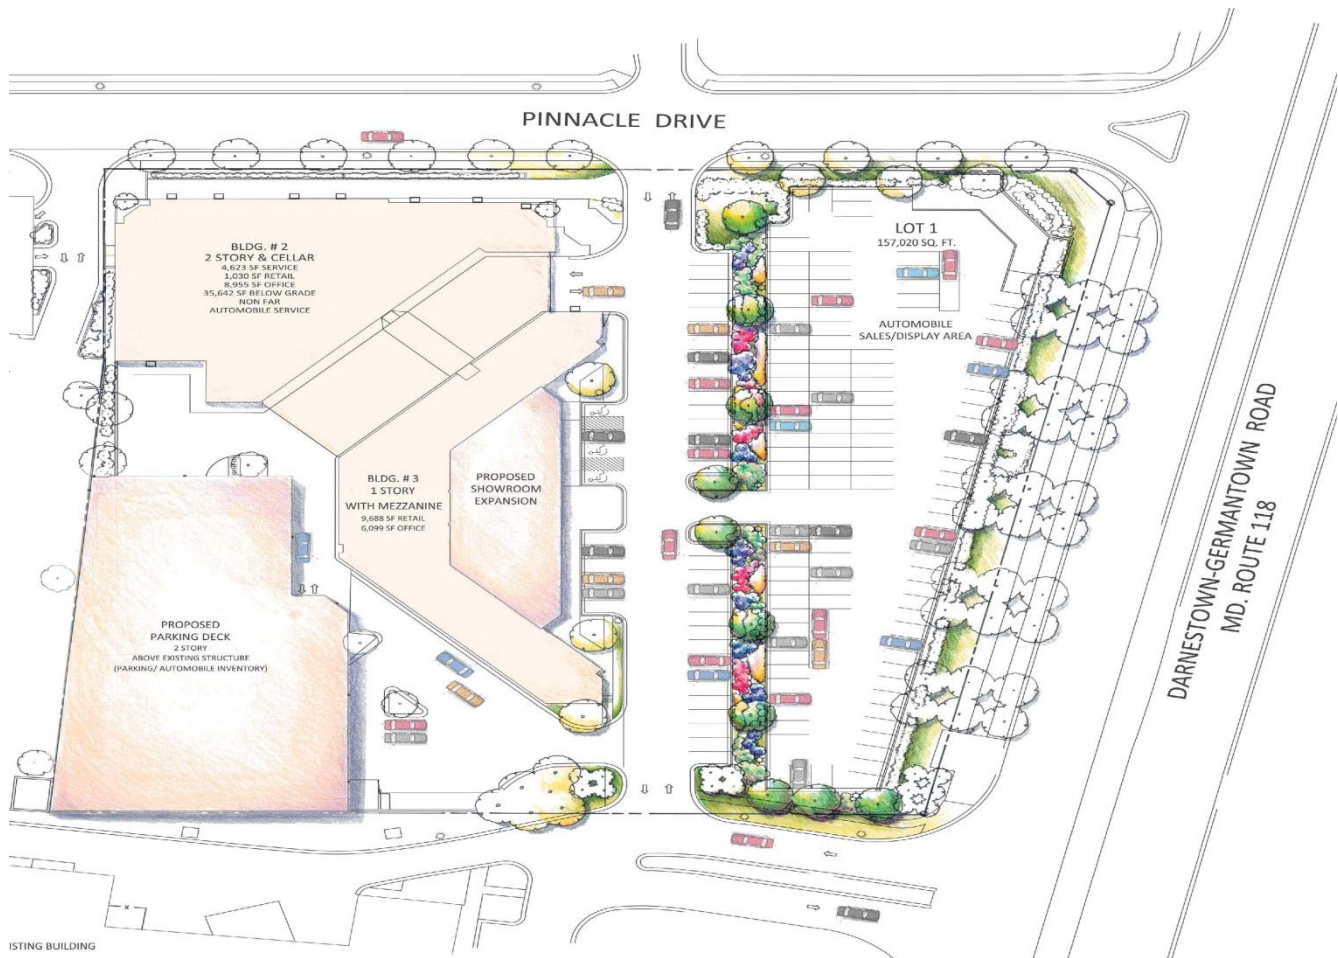 PINNACLE DRIVE
BLDG. # 2
2 STORY & CELLAR
4,623 SF SERVICE
1,030 SF RETAIL
8,955 SF OFFICE
35,642 SF BELOW GRADE
NON FAR
AUTOMOBILE SERVICE
LOT 1
157,020 SQ. FT.
AUTOMOBILE
SALES/DISPLAY AREA
BLDG. # 3
1 STORY
WITH MEZZANINE
9,688 SF RETAIL
6,099 SF OFFICE
PROPOSED
SHOWROOM
EXPANSION
PROPOSED
PARKING DECK
2 STORY
ABOVE EXISTING STRUCTURE
(PARKING/ AUTOMOBILE INVENTORY)
DARNESTOWN-GERMANTOWN ROAD
MD. ROUTE 118
ISTING BUILDING